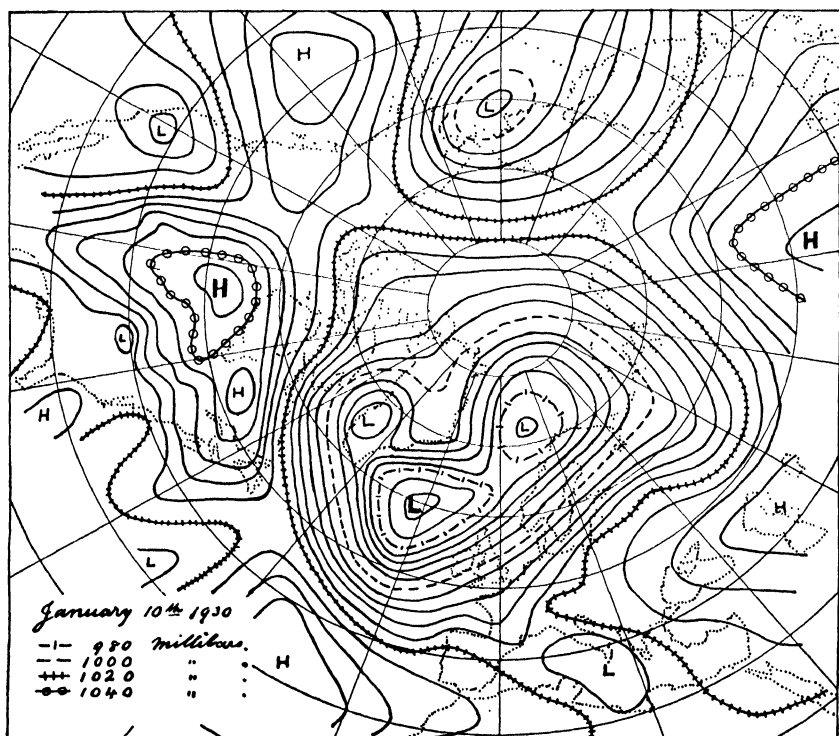 H
L
L
H
H
L
H
H
L
L
L
H
L
January 10th 1930
H
L
980 millibars.
1000 " .
1020 " .
1040 " .